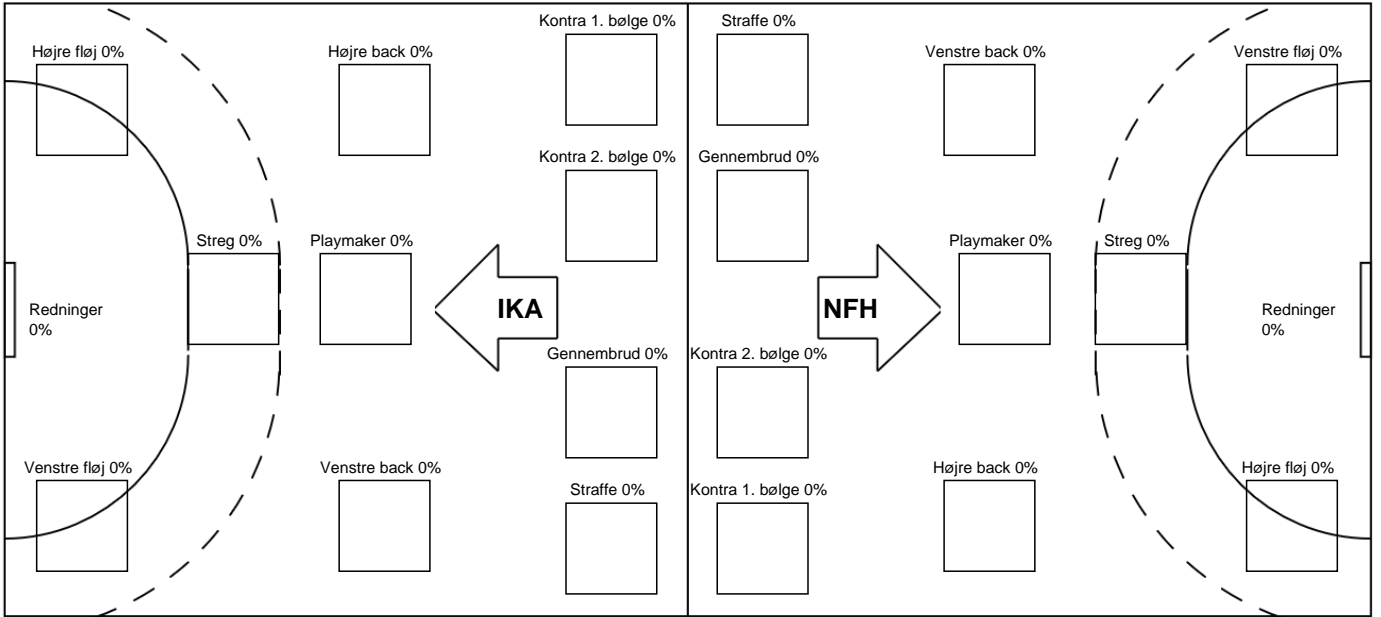 Kontra 1. bølge 0%
Straffe 0%
Højre fløj 0%
Højre back 0%
Venstre back 0%
Venstre fløj 0%
Kontra 2. bølge 0%
Gennembrud 0%
Streg 0%
Playmaker 0%
Playmaker 0%
Streg 0%
Redninger
0%
IKA
NFH
Redninger
0%
Gennembrud 0%
Kontra 2. bølge 0%
Venstre fløj 0%
Venstre back 0%
Straffe 0%
Kontra 1. bølge 0%
Højre back 0%
Højre fløj 0%